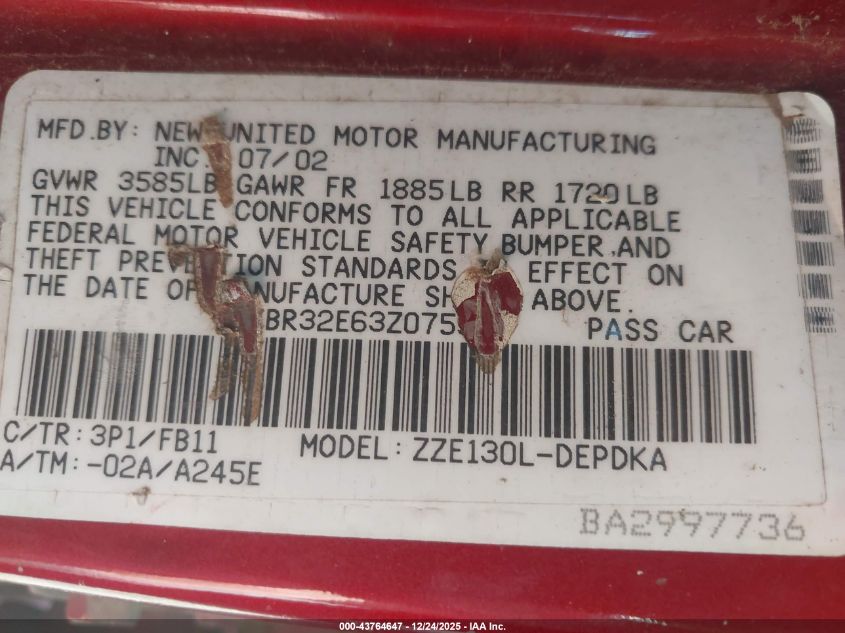 MFD.BY: NEW UNITED MOTOR MANUFACTURING
INC. 07/02
GVWR 3585LB GAWR FR 1885LB RR 1720LB
THIS VEHICLE CONFORMS TO ALL APPLICABLE
FEDERAL MOTOR VEHICLE SAFETY, BUMPER, AND
THEFT PREVENTION STANDARDS EFFECT ON
THE DATE OF MANUFACTURE SH ABOVE.
BR32E63Z075 PASS CAR
C/TR: 3P1/FB11 MODEL: ZZE130L-DEPDKA
A/TM: -02A/A245E
BA2997736
000-43764647 - 12/24/2025 - IAA Inc.